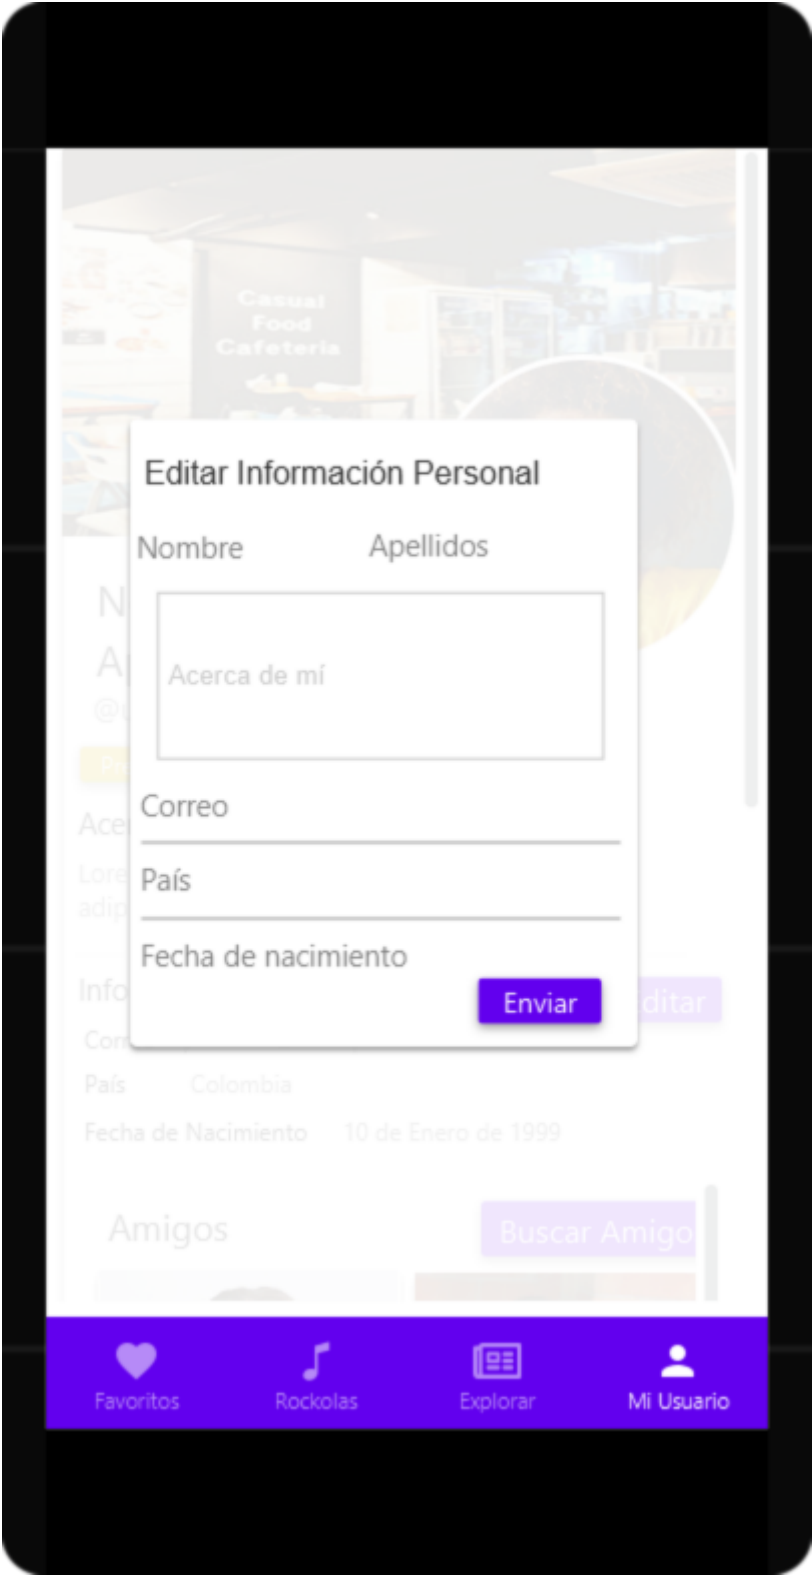 Casual
Food
Cafeteria
Editar Información Personal
Nombre Apellidos
Acerca de mí
Correo
País
Fecha de nacimiento
Enviar
País Colombia
Fecha de Nacimiento 10 de Enero de 1999
Amigos Buscar Amigo
Favoritos Rockolas Explorar Mi Usuario